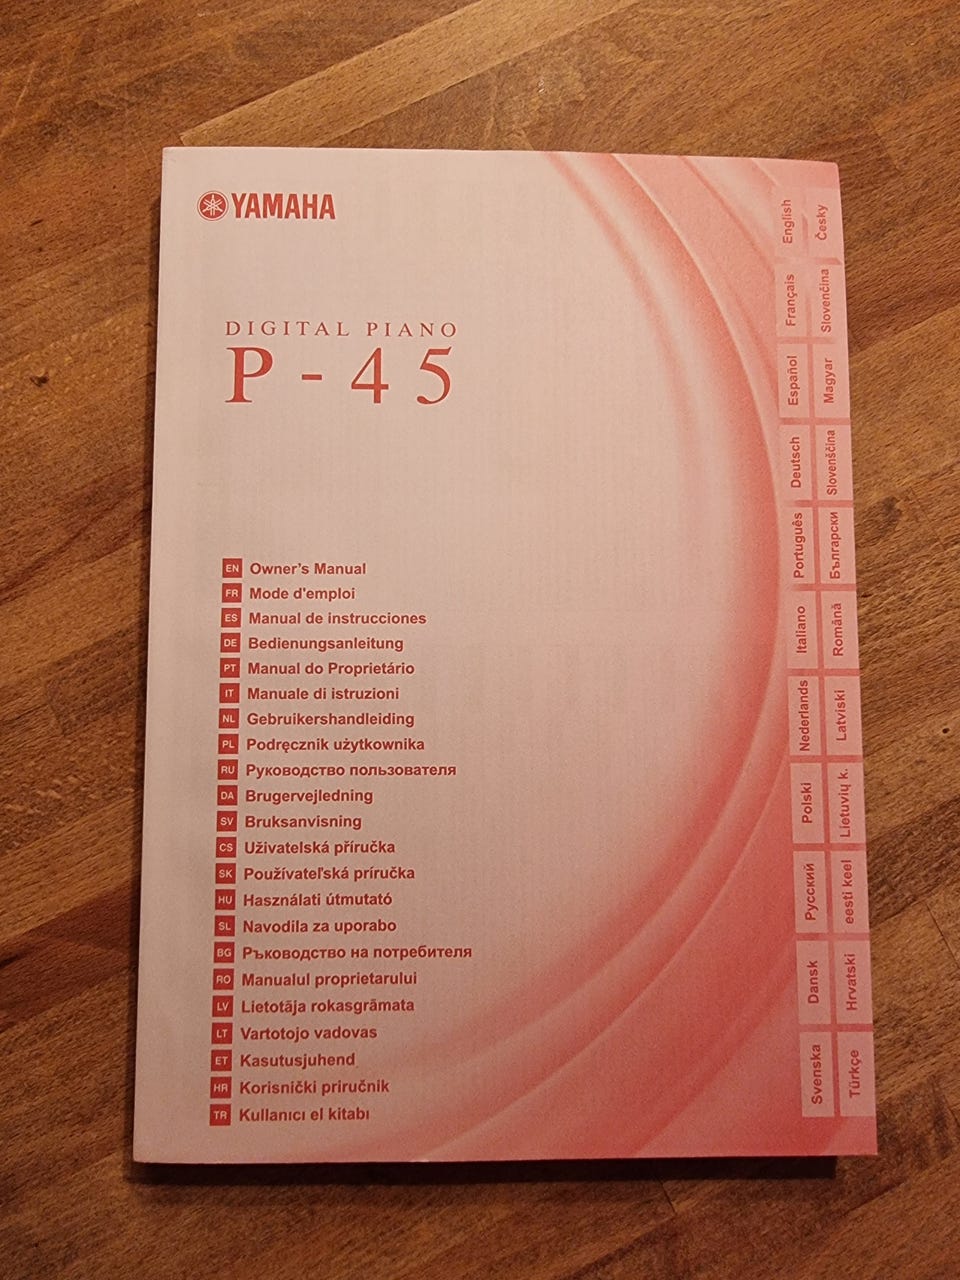 YAMAHA
DIGITAL PIANO
P-45
EN Owner's Manual
FR Mode d'emploi
ES Manual de instrucciones
DE Bedienungsanleitung
PT Manual do Proprietário
IT Manuale di istruzioni
NL Gebruikershandleiding
PL Podręcznik użytkownika
RU Руководство пользователя
DA Brugervejledning
SV Bruksanvisning
CS Uživatelská příručka
SK Používateľská príručka
HU Használati útmutató
SL Navodila za uporabo
BG Ръководство на потребителя
RO Manualul proprietarului
LV Lietotāja rokasgrāmata
LT Vartotojo vadovas
ET Kasutusjuhend
HR Korisnički priručnik
TR Kullanıcı el kitabı
English
Česky
Français
Slovenčina
Español
Magyar
Deutsch
Slovenščina
Português
Български
Italiano
Română
Nederlands
Latviski
Polski
Lietuvių k.
Русский
eesti keel
Dansk
Hrvatski
Svenska
Türkçe